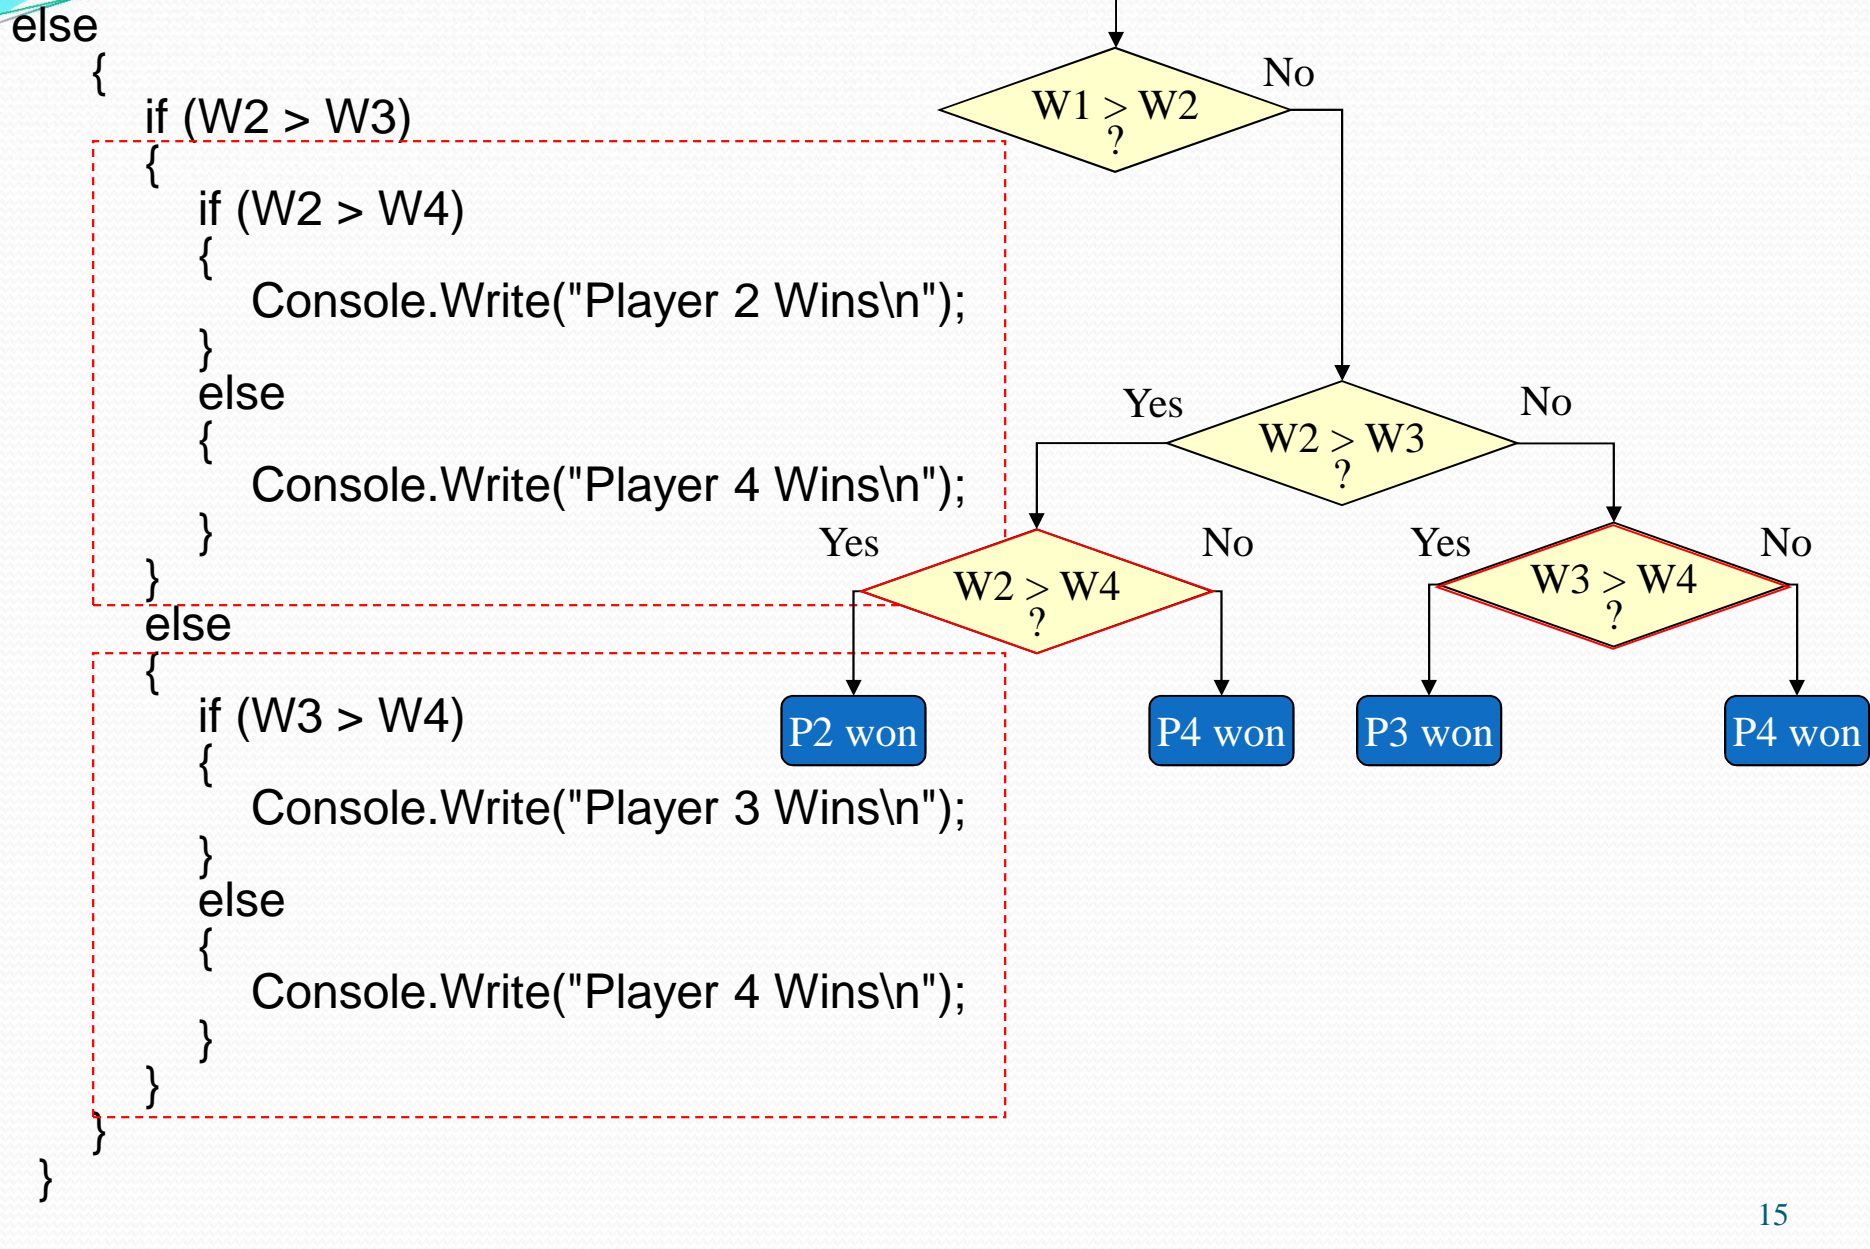 else
{
if (W2 > W3)
{
if (W2 > W4)
{
Console.Write("Player 2 Wins\n");
}
else
{
Console.Write("Player 4 Wins\n");
}
}
else
{
if (W3 > W4)
{
Console.Write("Player 3 Wins\n");
}
else
{
Console.Write("Player 4 Wins\n");
}
}
}
}
No
W1 > W2
?
Yes
No
W2 > W3
?
Yes
No
W2 > W4
?
Yes
No
W3 > W4
?
P2 won
P4 won
P3 won
P4 won
15